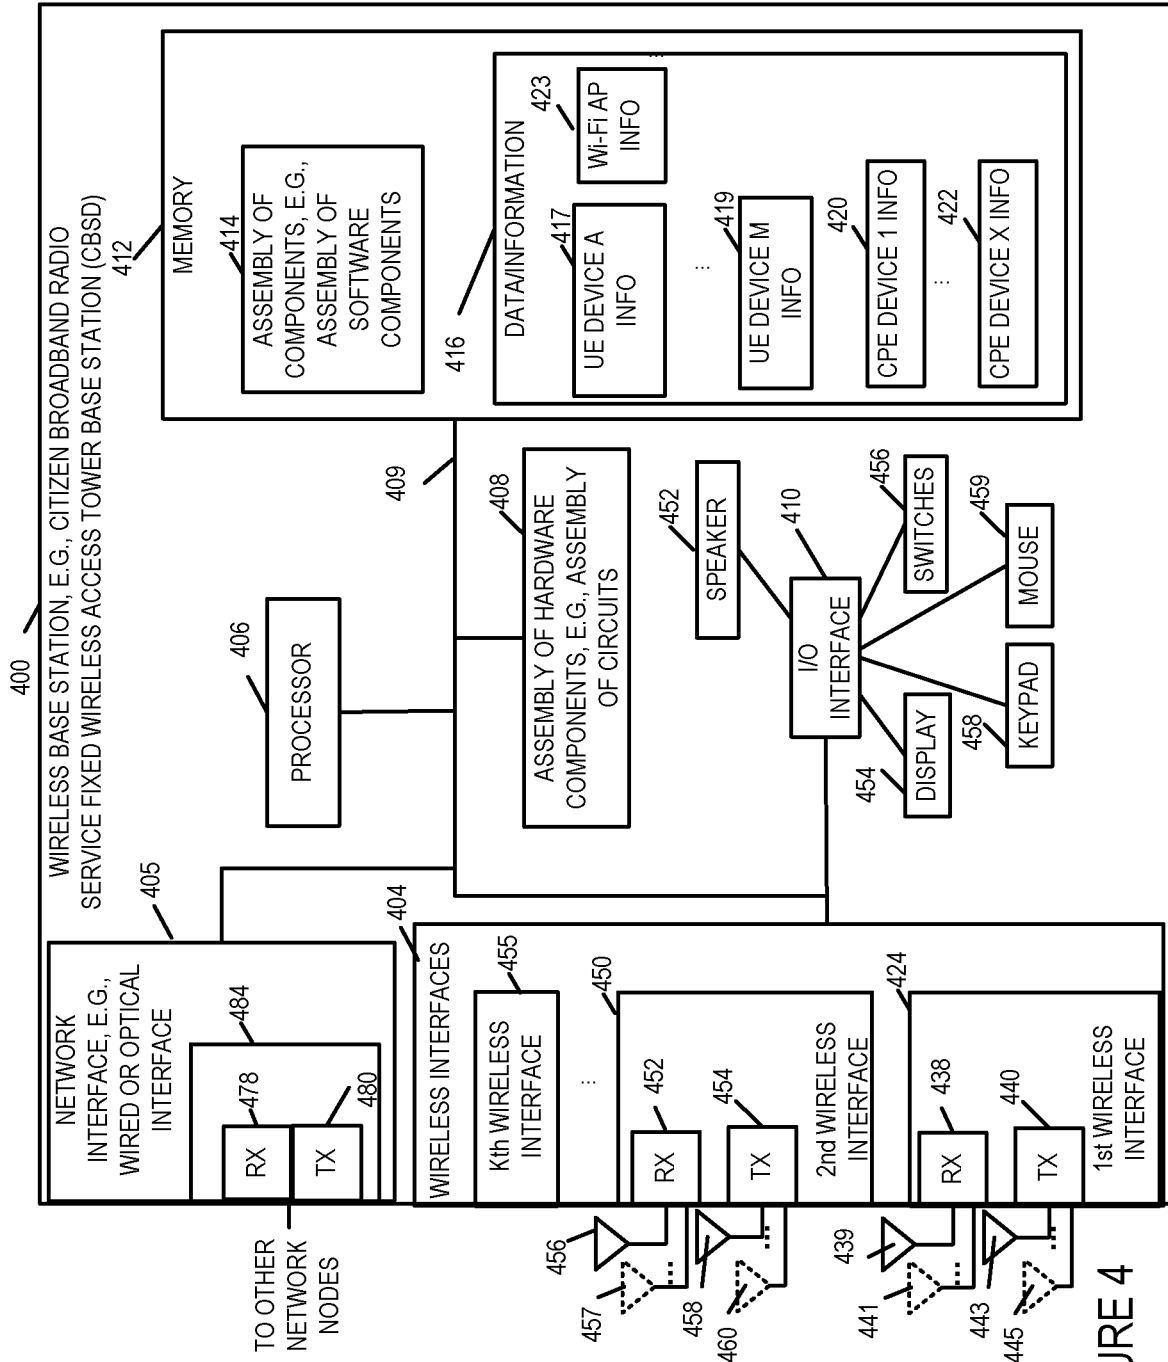 400
WIRELESS BASE STATION, E.G., CITIZEN BROADBAND RADIO
SERVICE FIXED WIRELESS ACCESS TOWER BASE STATION (CBSD)
NETWORK
INTERFACE, E.G.,
WIRED OR OPTICAL
INTERFACE
405
484
478
RX
480
TX
TO OTHER
NETWORK
NODES
WIRELESS INTERFACES
404
Kth WIRELESS
INTERFACE
455
...
450
452
RX
454
TX
2nd WIRELESS
INTERFACE
456
457
...
458
460
...
424
438
RX
440
TX
1st WIRELESS
INTERFACE
439
441
...
443
445
...
406
PROCESSOR
409
408
ASSEMBLY OF HARDWARE
COMPONENTS, E.G., ASSEMBLY
OF CIRCUITS
452
SPEAKER
410
I/O
INTERFACE
456
SWITCHES
459
MOUSE
454
DISPLAY
458
KEYPAD
412
MEMORY
414
ASSEMBLY OF
COMPONENTS, E.G.,
ASSEMBLY OF
SOFTWARE
COMPONENTS
416
DATA/INFORMATION
417
UE DEVICE A
INFO
423
Wi-Fi AP
INFO
...
...
419
UE DEVICE M
INFO
420
CPE DEVICE 1 INFO
...
422
CPE DEVICE X INFO
URE 4